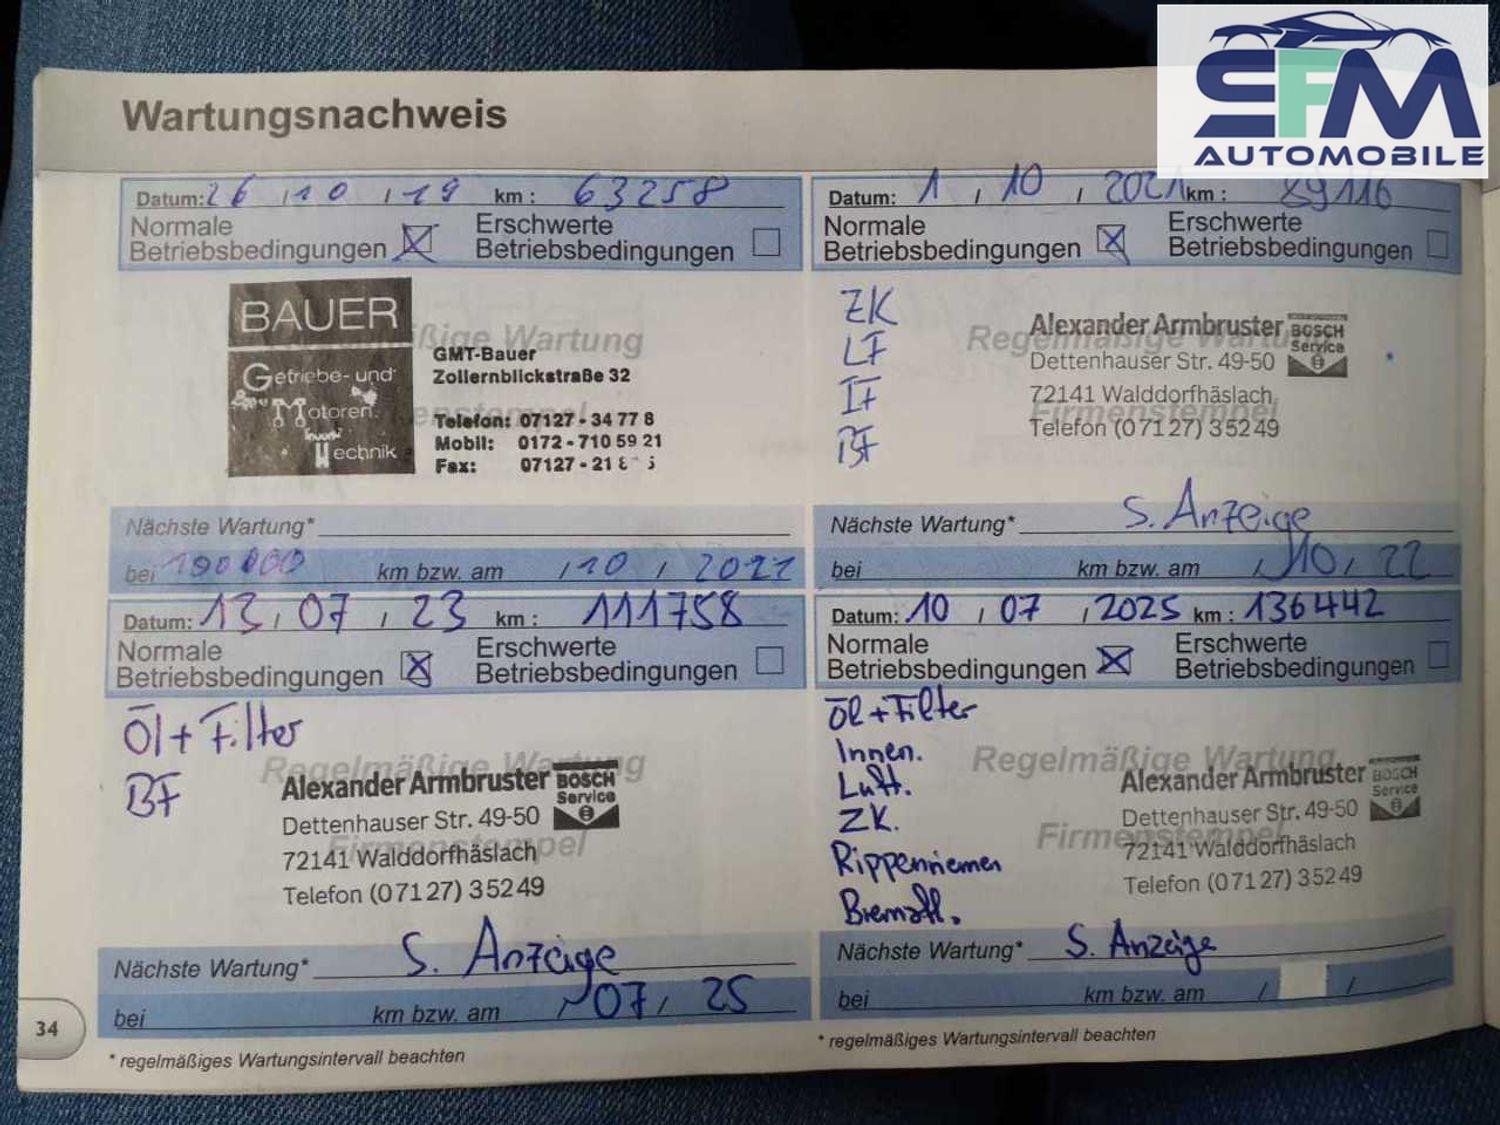 SFM
AUTOMOBILE
Wartungsnachweis
Datum: 26 / 10 / 19 km : 63258
Normale
Betriebsbedingungen
Erschwerte
Betriebsbedingungen
BAUER
Getriebe- und
Motoren
Technik
Regelmäßige Wartung
Firmenstempel
GMT-Bauer
Zollernblickstraße 32
Telefon: 07127 - 34 77 8
Mobil: 0172 - 710 59 21
Fax: 07127 - 21
Nächste Wartung*
bei 190000 km bzw. am / 10 / 2021
Datum: 1 / 10 / 2021 km : 89116
Normale
Betriebsbedingungen
Erschwerte
Betriebsbedingungen
ZK
LF
IF
BF
Regelmäßige Wartung
Firmenstempel
Alexander Armbruster BOSCH
Service
Dettenhauser Str. 49-50
72141 Walddorfhäslach
Telefon (07127) 35249
Nächste Wartung* S. Anzeige
bei km bzw. am / 10 / 22
Datum: 13 / 07 / 23 km : 111758
Normale
Betriebsbedingungen
Erschwerte
Betriebsbedingungen
Öl + Filter
BF
Regelmäßige Wartung
Firmenstempel
Alexander Armbruster BOSCH
Service
Dettenhauser Str. 49-50
72141 Walddorfhäslach
Telefon (07127) 35249
Nächste Wartung* S. Anzeige
bei km bzw. am / 07 / 25
* regelmäßiges Wartungsintervall beachten
Datum: 10 / 07 / 2025 km : 136442
Normale
Betriebsbedingungen
Erschwerte
Betriebsbedingungen
Öl + Filter
Innen.
Luft.
ZK.
Rippenriemen
Bremsfl.
Regelmäßige Wartung
Firmenstempel
Alexander Armbruster BOSCH
Service
Dettenhauser Str. 49-50
72141 Walddorfhäslach
Telefon (07127) 35249
Nächste Wartung* S. Anzeige
bei km bzw. am / /
* regelmäßiges Wartungsintervall beachten
34